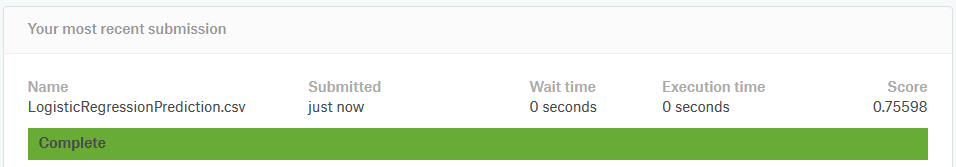 Your most recent submission
Name Submitted Wait time Execution time Score
LogisticRegressionPrediction.csv just now 0 seconds 0 seconds 0.75598
Complete